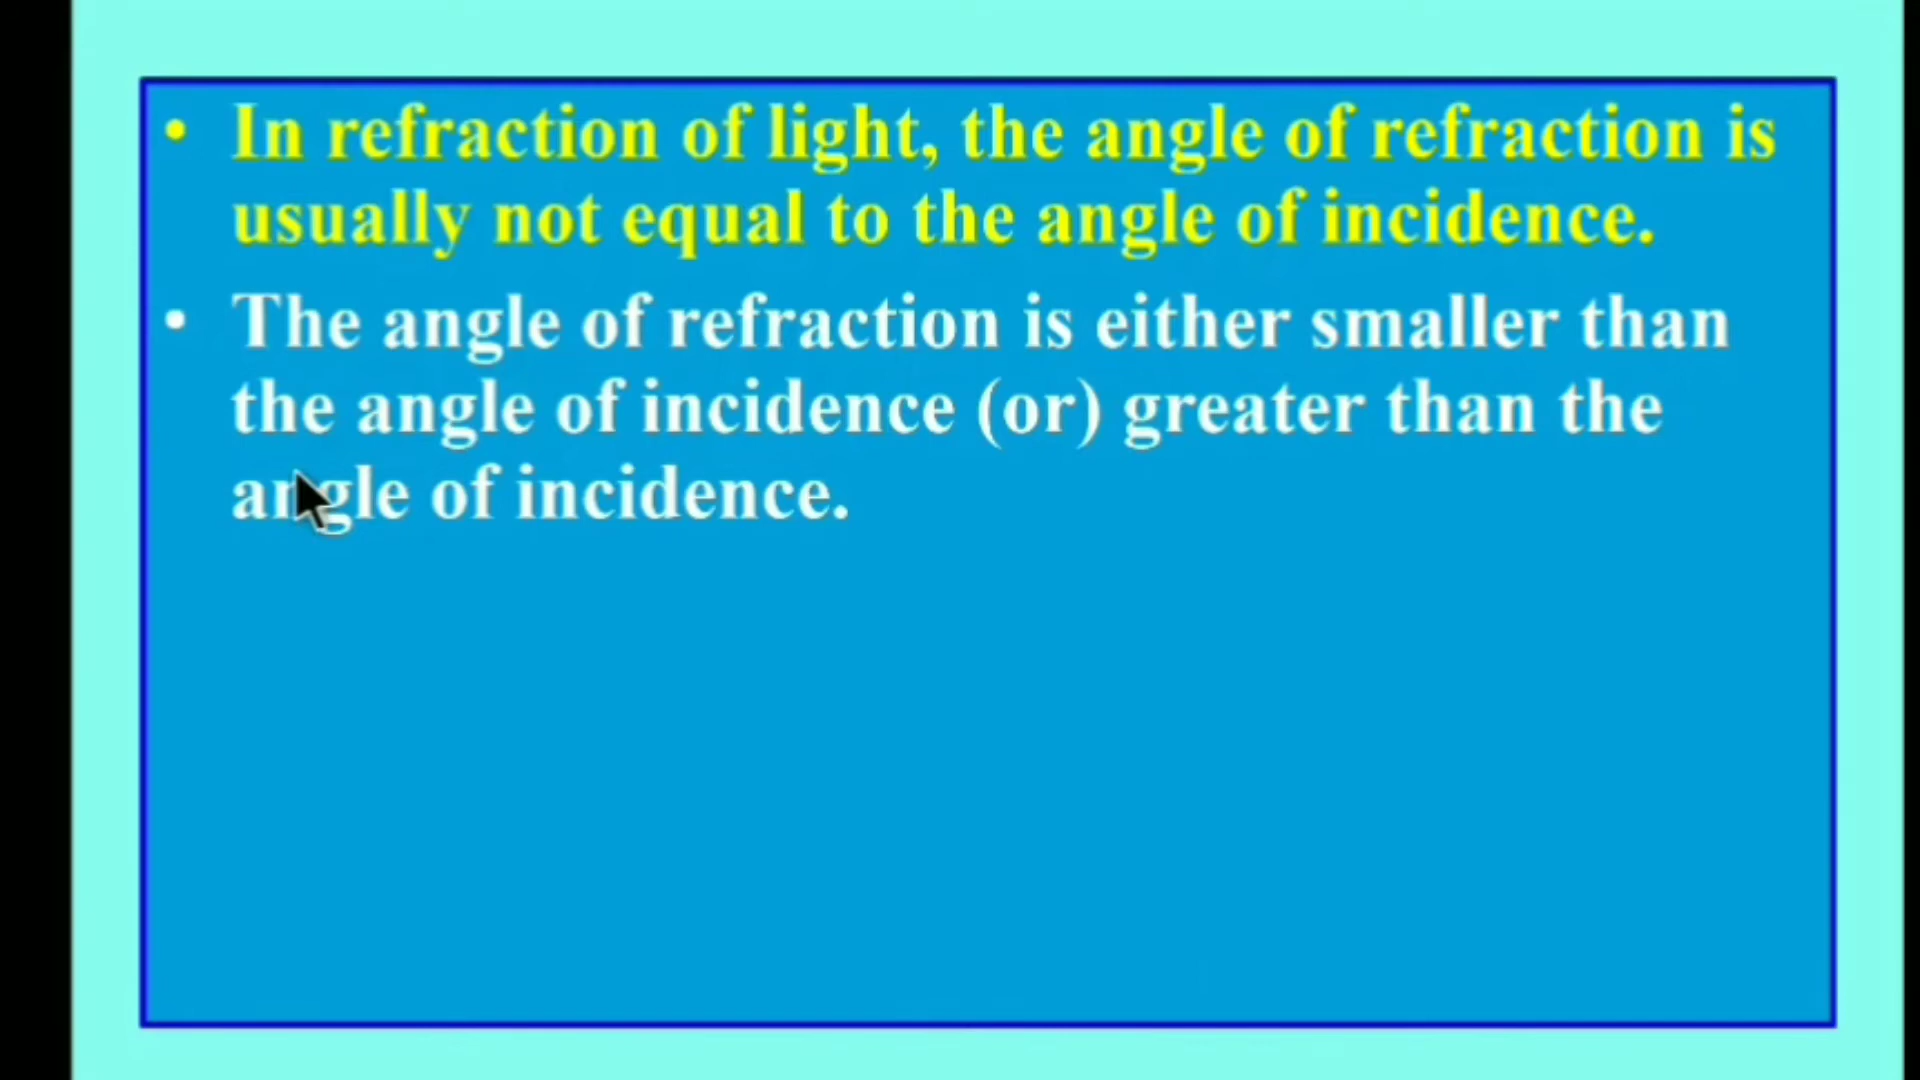 • In refraction of light, the angle of refraction is
usually not equal to the angle of incidence.
• The angle of refraction is either smaller than
the angle of incidence (or) greater than the
angle of incidence.